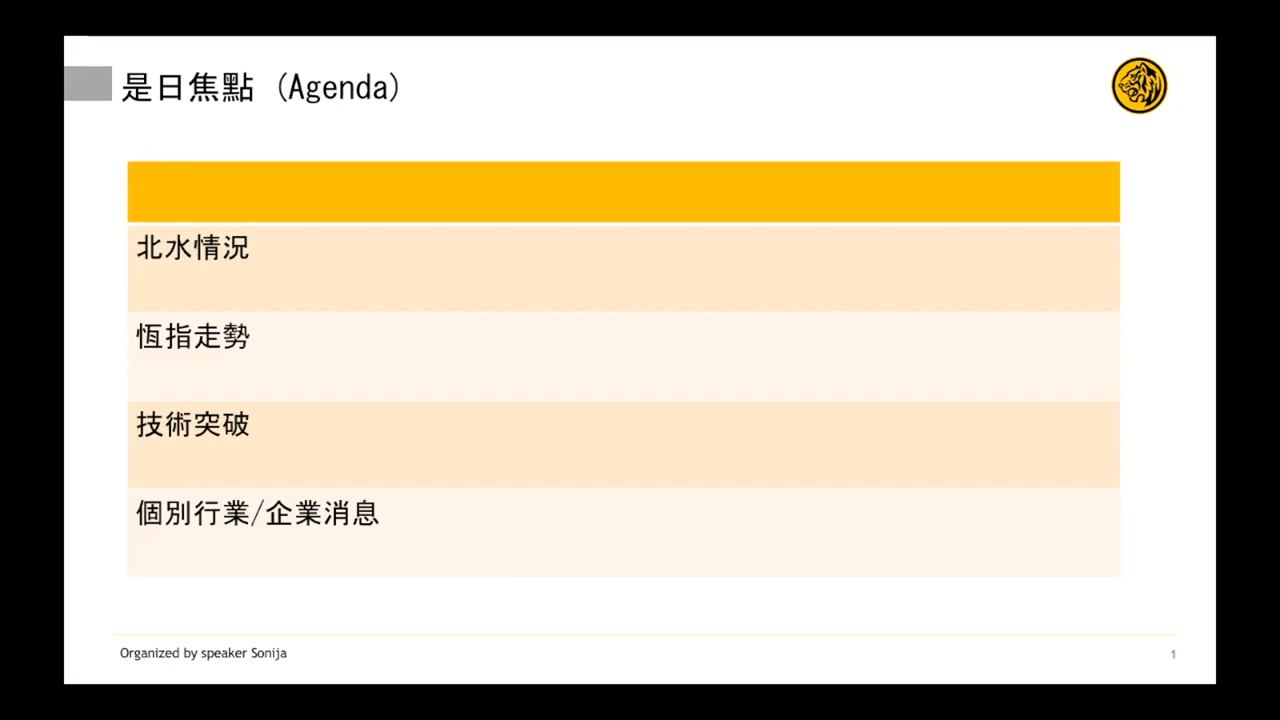 是日焦點 (Agenda)
北水情況
恆指走勢
技術突破
個別行業/企業消息
Organized by speaker Sonija
1